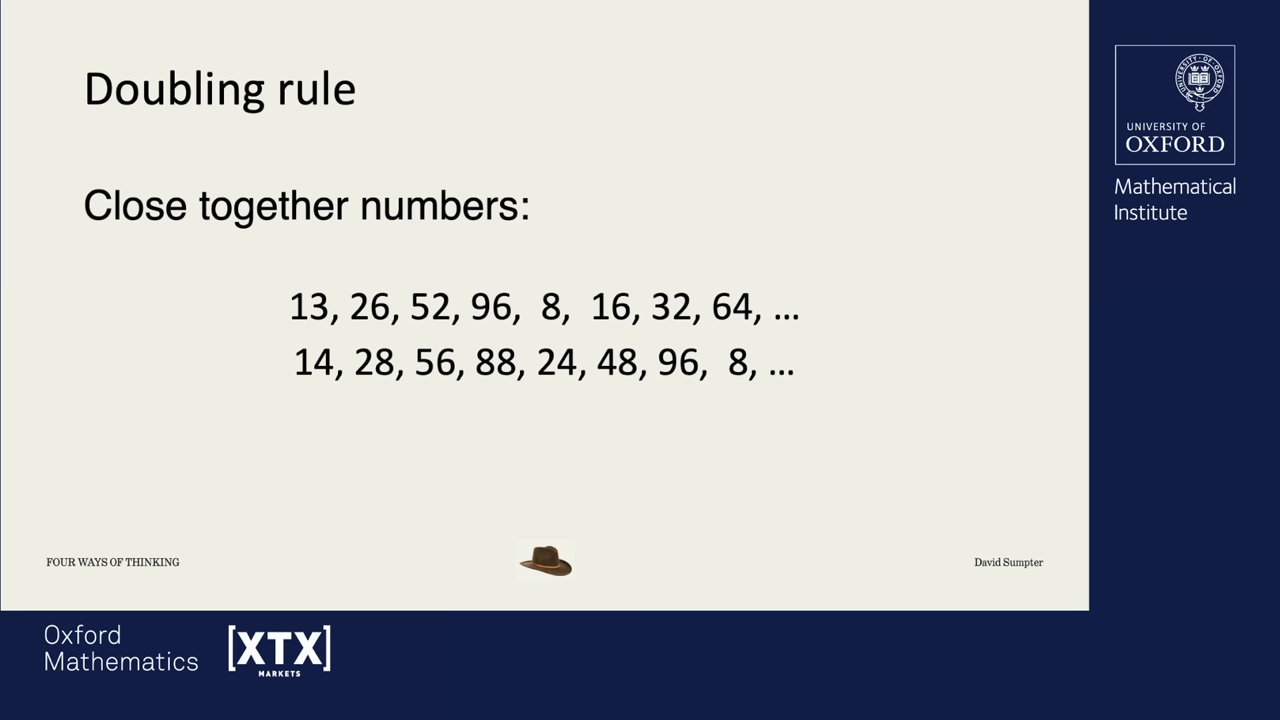 Doubling rule
Close together numbers:
13, 26, 52, 96, 8, 16, 32, 64, ...
14, 28, 56, 88, 24, 48, 96, 8, ...
FOUR WAYS OF THINKING
David Sumpter
UNIVERSITY OF
OXFORD
Mathematical
Institute
Oxford
Mathematics
[XTX]
MARKETS